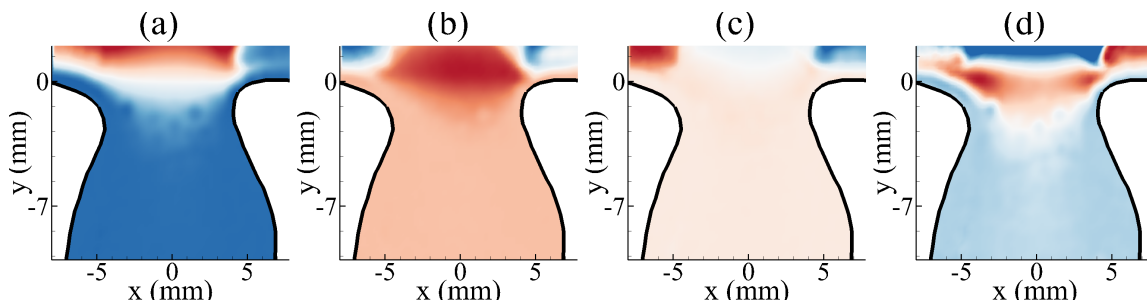 (a) (b) (c) (d)
0 0 0 0
y (mm) y (mm) y (mm) y (mm)
-7 -7 -7 -7
-5 0 5 -5 0 5 -5 0 5 -5 0 5
x (mm) x (mm) x (mm) x (mm)